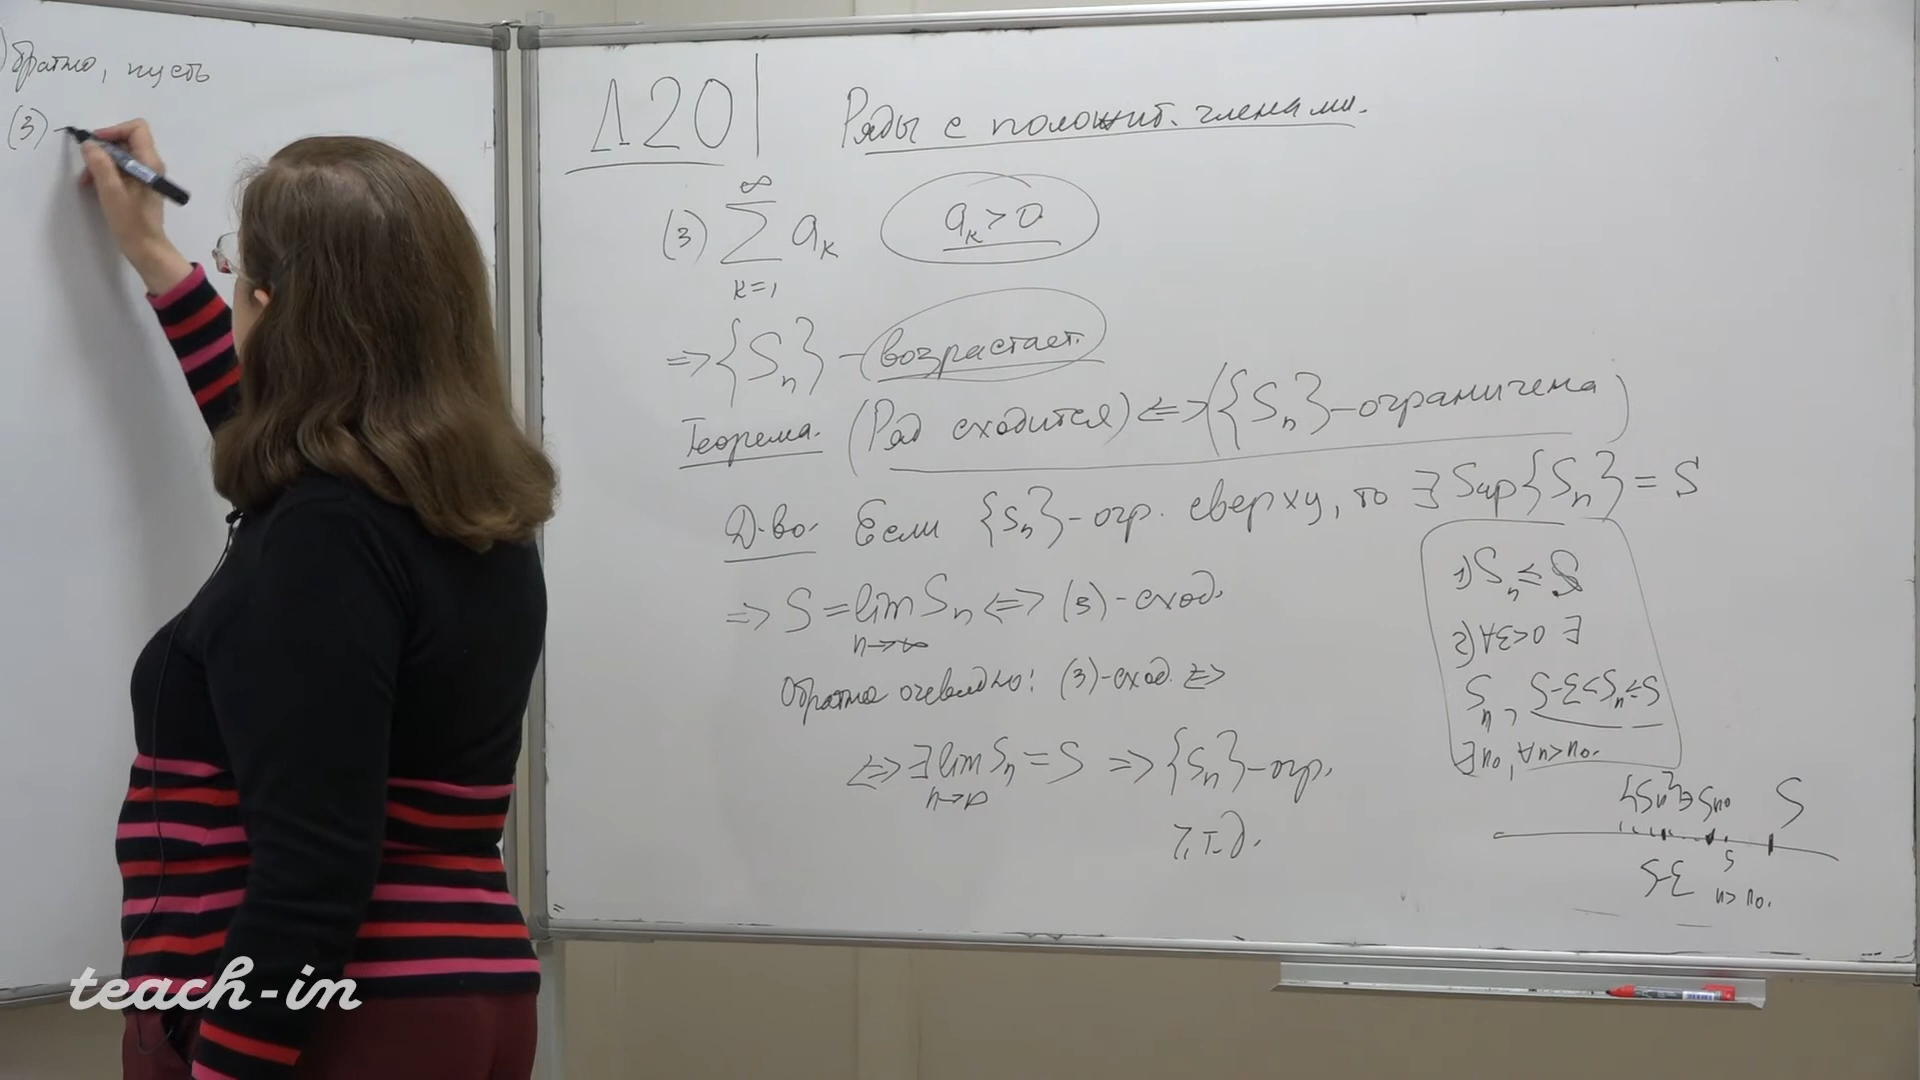 Обратно, пусть
(3) –
Л20
Ряды с положит. членами.
(3) ∑ a_k a_k > 0
∞
k=1
=> {S_n} – возрастает.
Теорема. (Ряд сходится) <=> ({S_n} – ограничена)
Д-во. Если {S_n} – огр. сверху, то ∃ Sup{S_n} = S
=> S = lim S_n <=> (3) – сход.
n→∞
Обратно очевидно: (3) – сход. <=>
<=> ∃ lim S_n = S => {S_n} – огр.
n→∞
ч.т.д.
1) S_n ≤ S
2) ∀ε>0 ∃
S_n, S-ε<S_n≤S
∃n₀, ∀n>n₀.
S
S-ε n>n₀.
teach-in